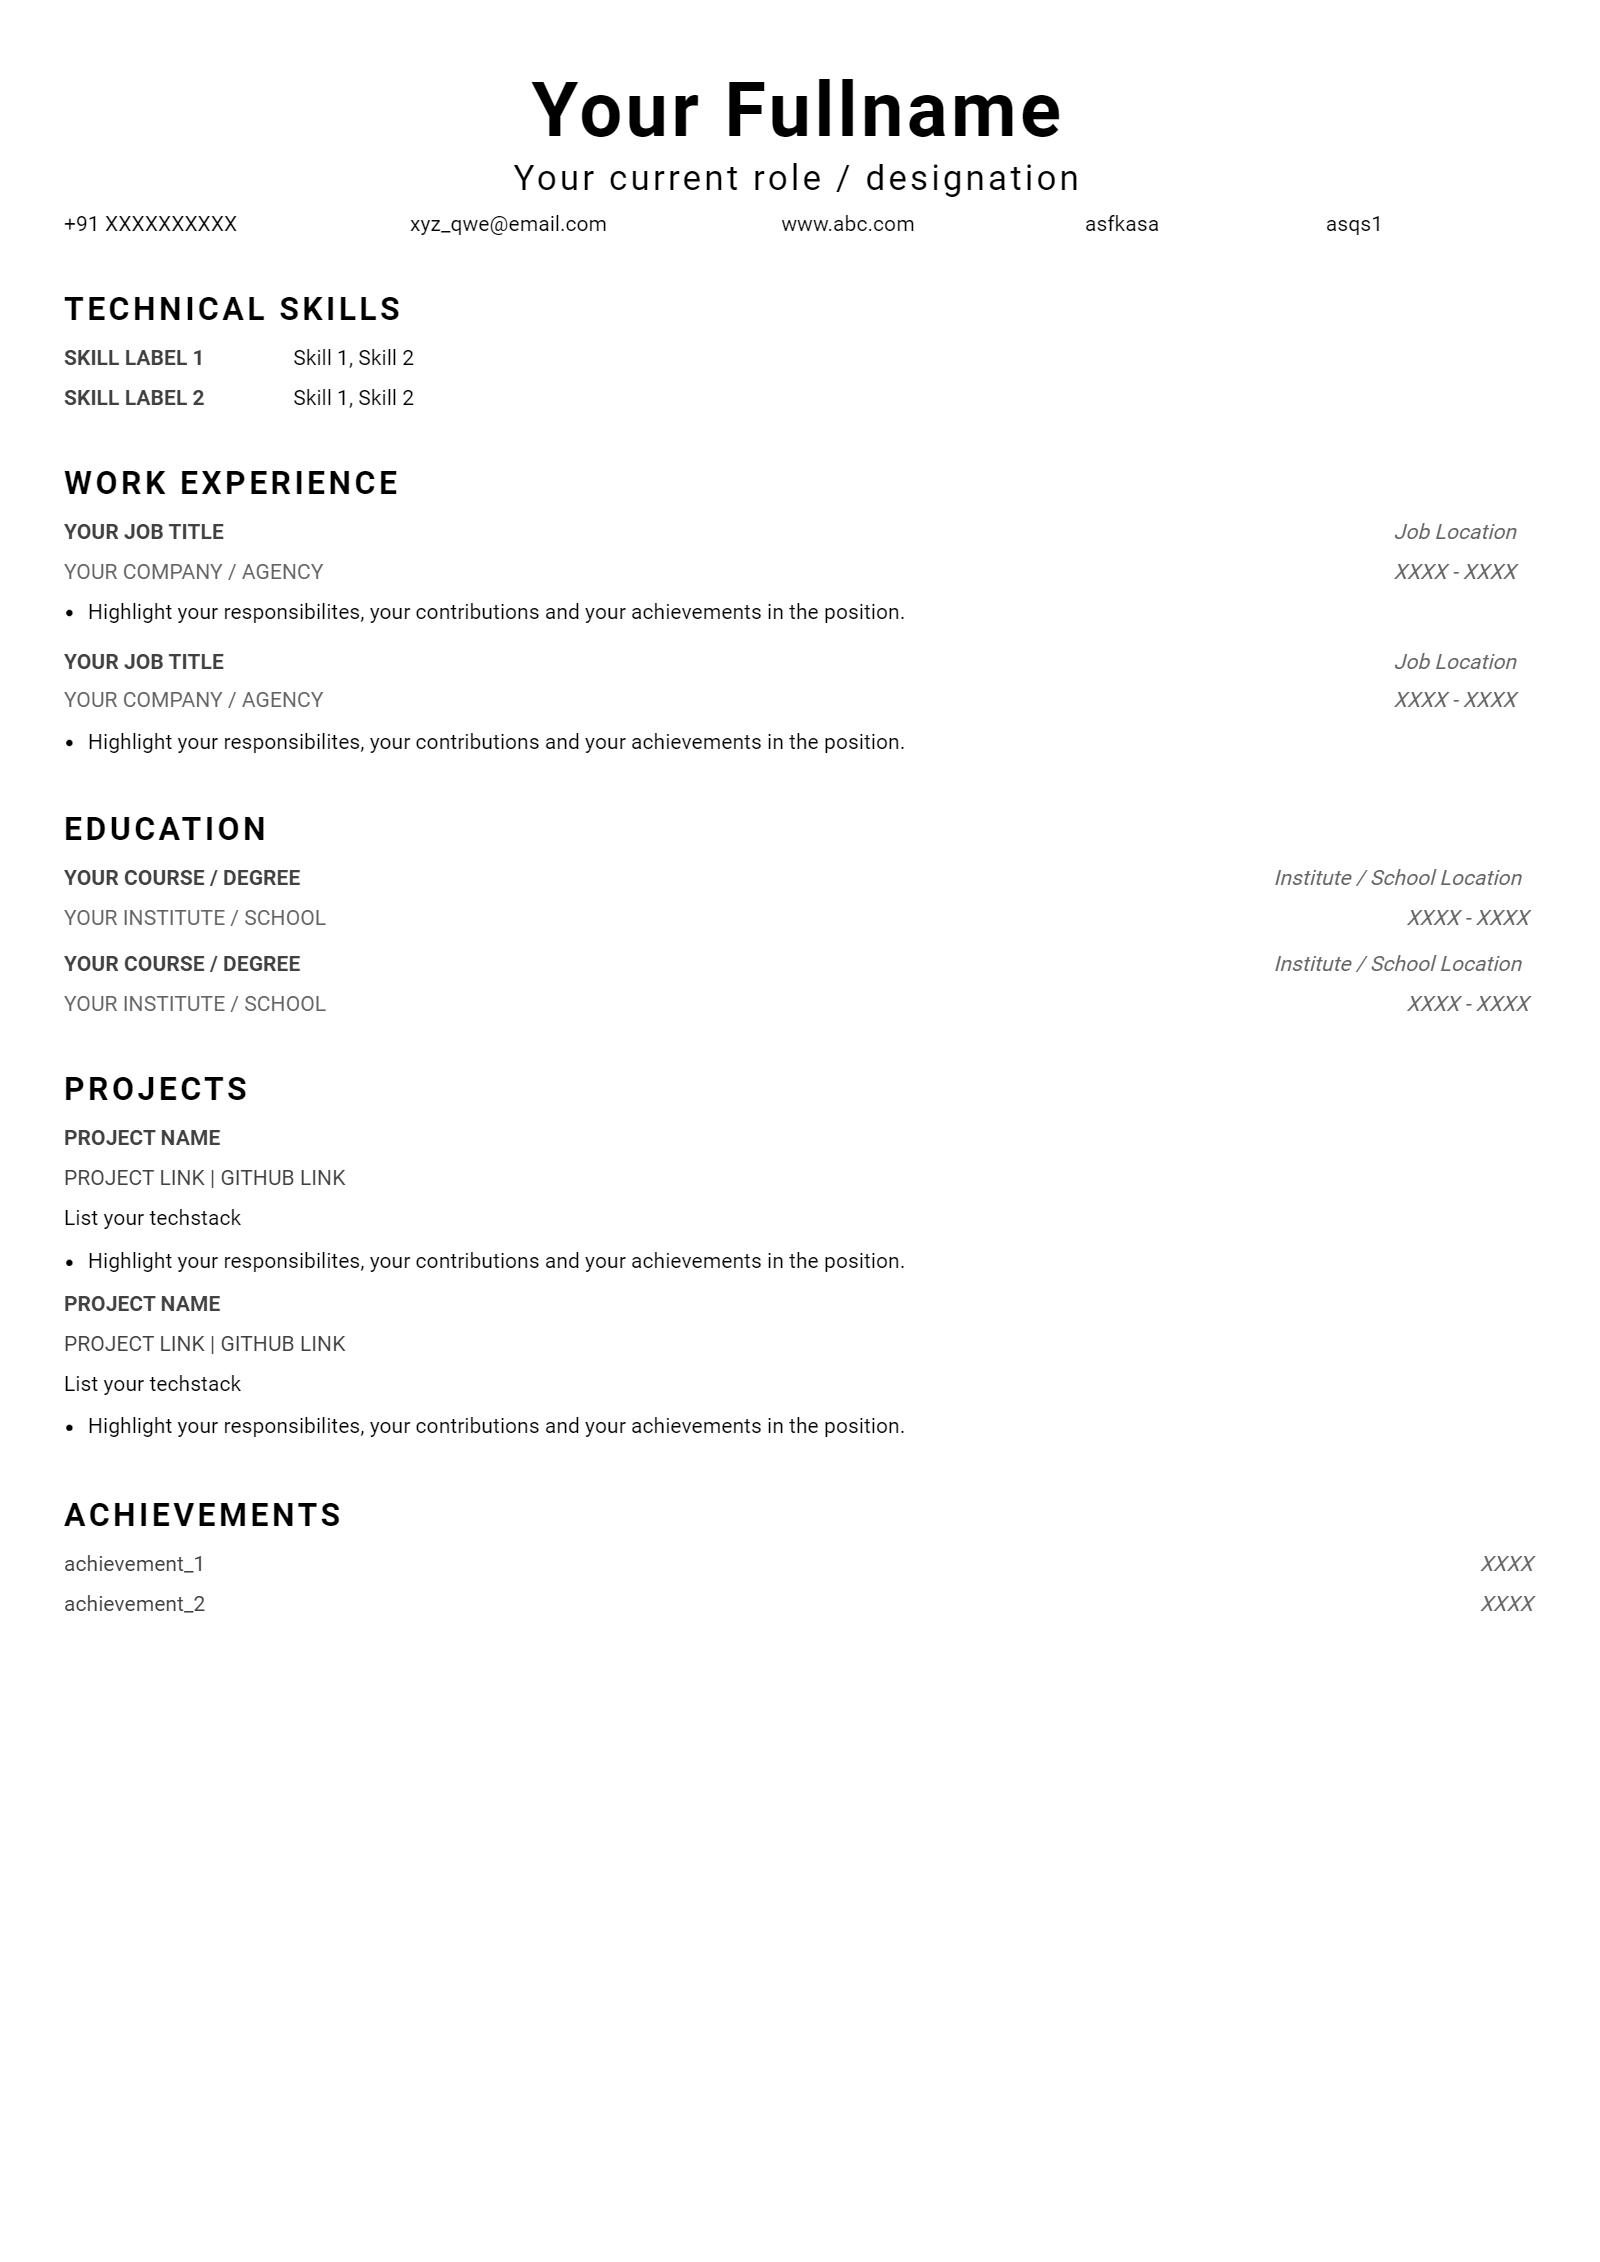 Your Fullname
Your current role / designation
+91 XXXXXXXXXX xyz_qwe@email.com www.abc.com asfkasa asqs1
TECHNICAL SKILLS
SKILL LABEL 1 Skill 1, Skill 2
SKILL LABEL 2 Skill 1, Skill 2
WORK EXPERIENCE
YOUR JOB TITLE Job Location
YOUR COMPANY / AGENCY XXXX - XXXX
• Highlight your responsibilites, your contributions and your achievements in the position.
YOUR JOB TITLE Job Location
YOUR COMPANY / AGENCY XXXX - XXXX
• Highlight your responsibilites, your contributions and your achievements in the position.
EDUCATION
YOUR COURSE / DEGREE Institute / School Location
YOUR INSTITUTE / SCHOOL XXXX - XXXX
YOUR COURSE / DEGREE Institute / School Location
YOUR INSTITUTE / SCHOOL XXXX - XXXX
PROJECTS
PROJECT NAME
PROJECT LINK | GITHUB LINK
List your techstack
• Highlight your responsibilites, your contributions and your achievements in the position.
PROJECT NAME
PROJECT LINK | GITHUB LINK
List your techstack
• Highlight your responsibilites, your contributions and your achievements in the position.
ACHIEVEMENTS
achievement_1 XXXX
achievement_2 XXXX